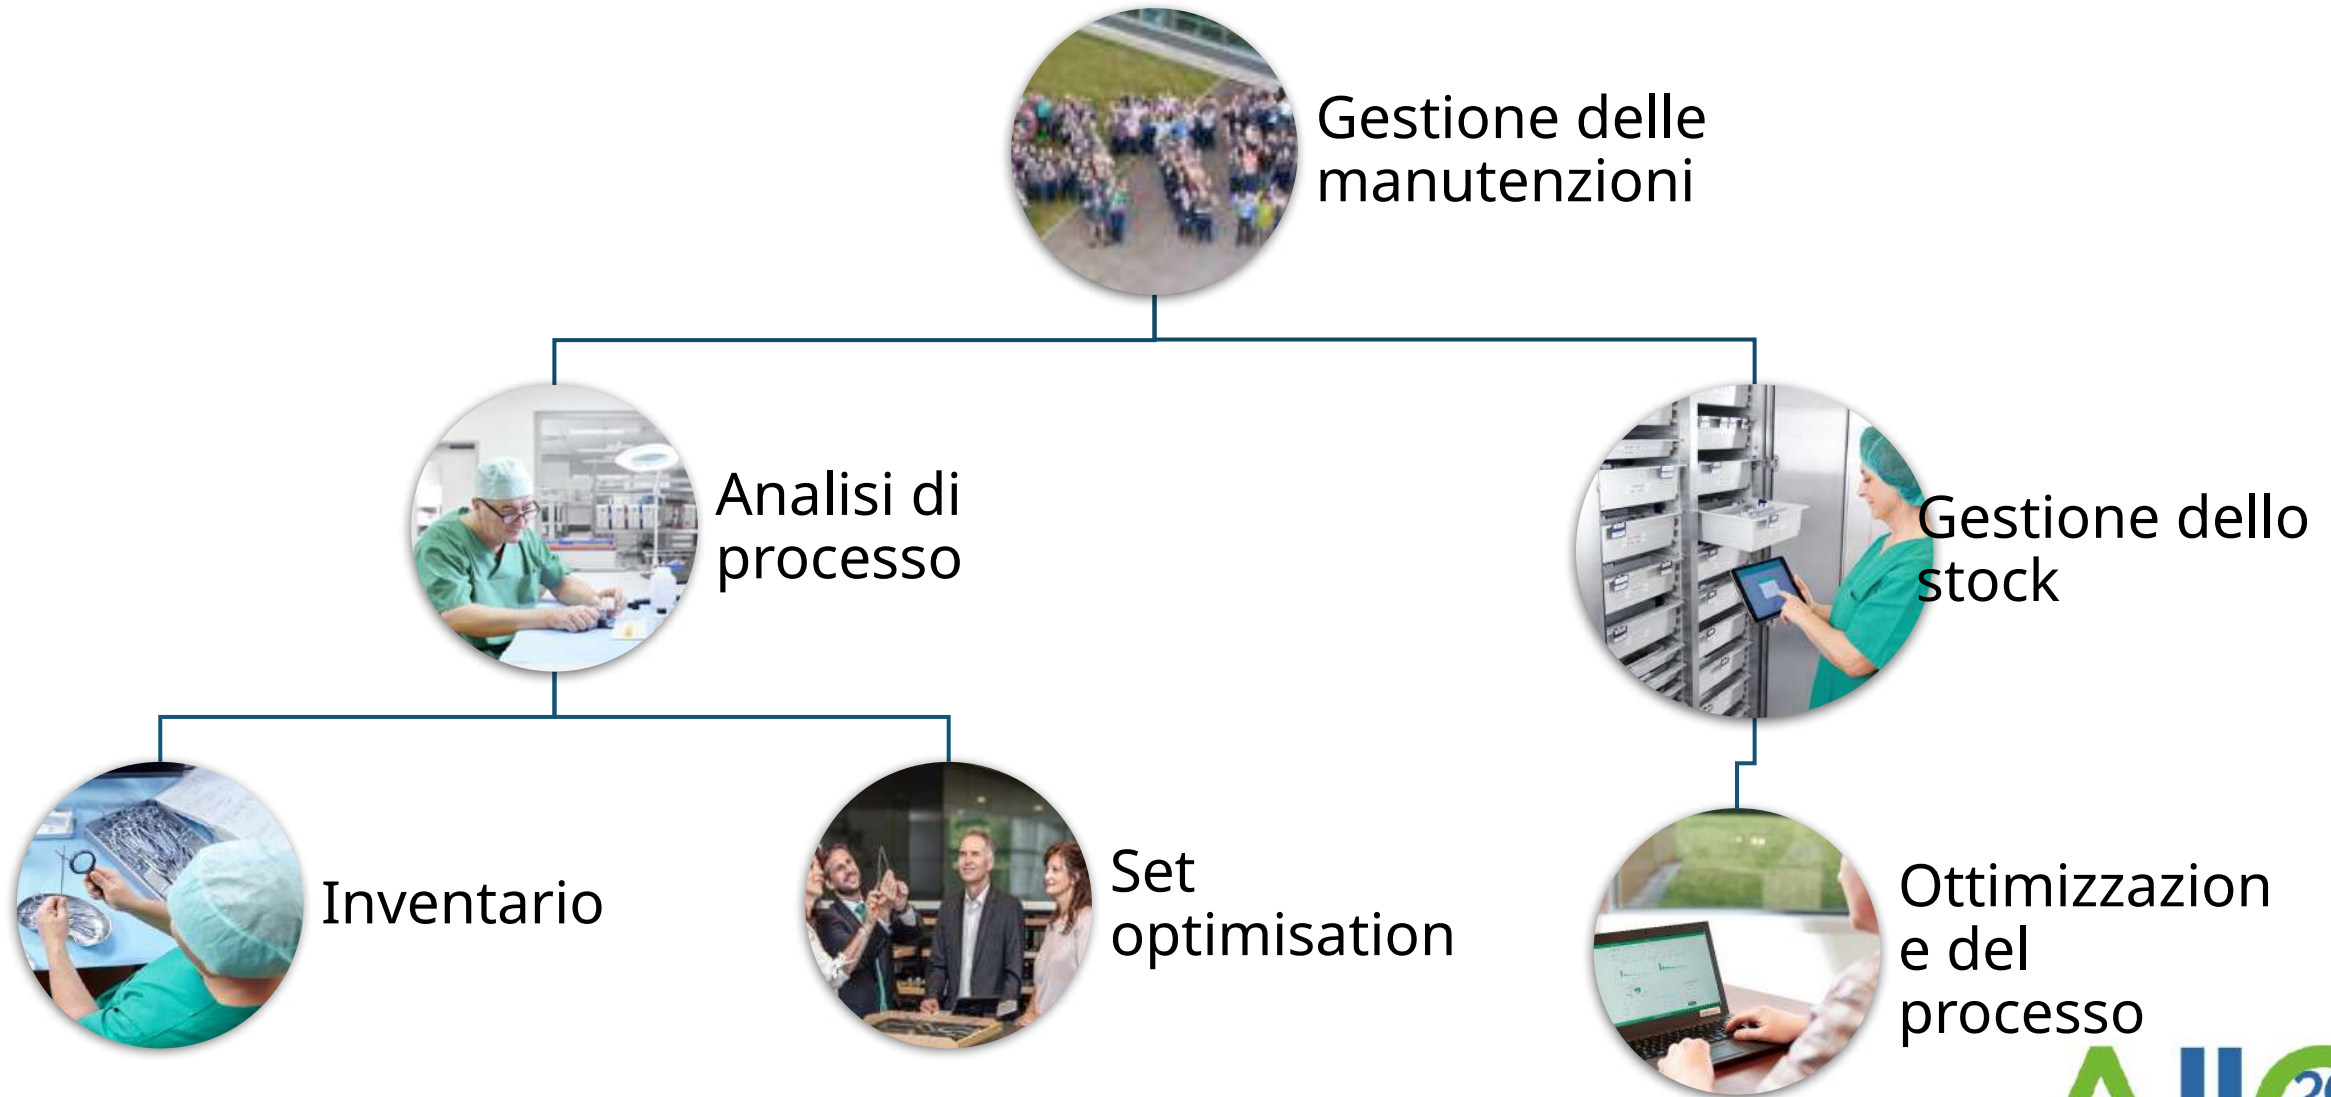 Gestione delle
manutenzioni
Analisi di
processo
Gestione dello
stock
Inventario
Set
optimisation
Ottimizzazion
e del
processo